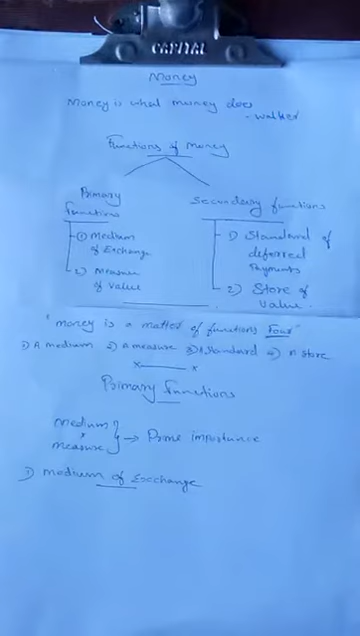 CAPITAL
Money
Money is what money does
- walker
Functions of money
Primary Functions
Secondary functions
1) Medium of Exchange
2) Measure of Value
1) Standard of deferred Payments
2) Store of Value.
"Money is a matter of functions Four"
1) A medium 2) A measure 3) A Standard 4) A Store
x x
Primary Functions
Medium
x
Measure } → Prime importance
1) Medium of Exchange